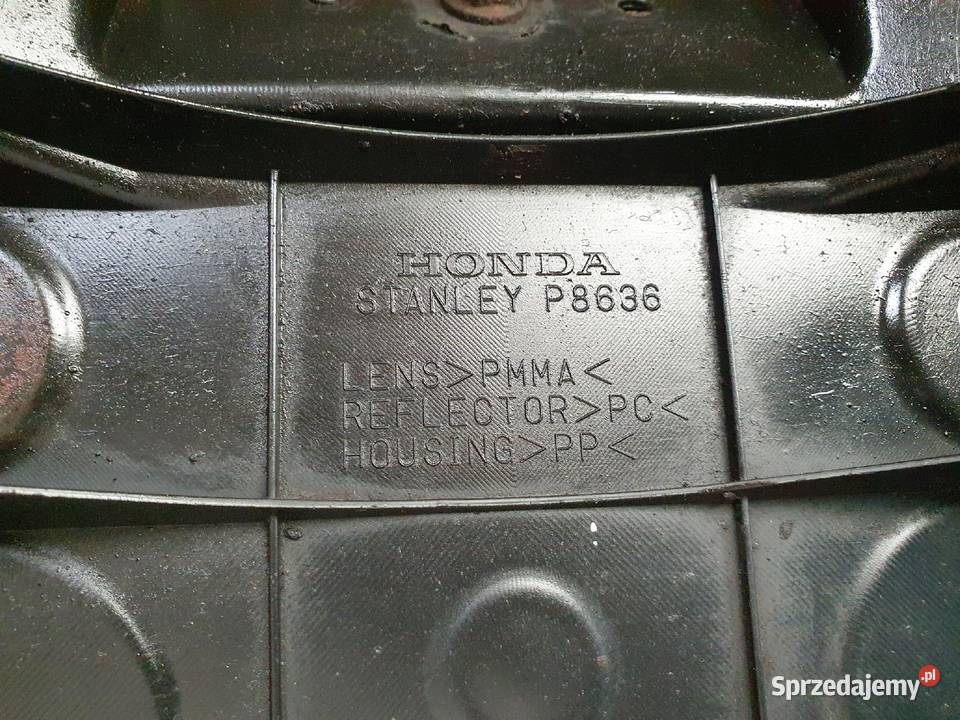 HONDA
STANLEY P8636
LENS>PMMA<
REFLECTOR>PC<
HOUSING>PP<
Sprzedajemy.pl